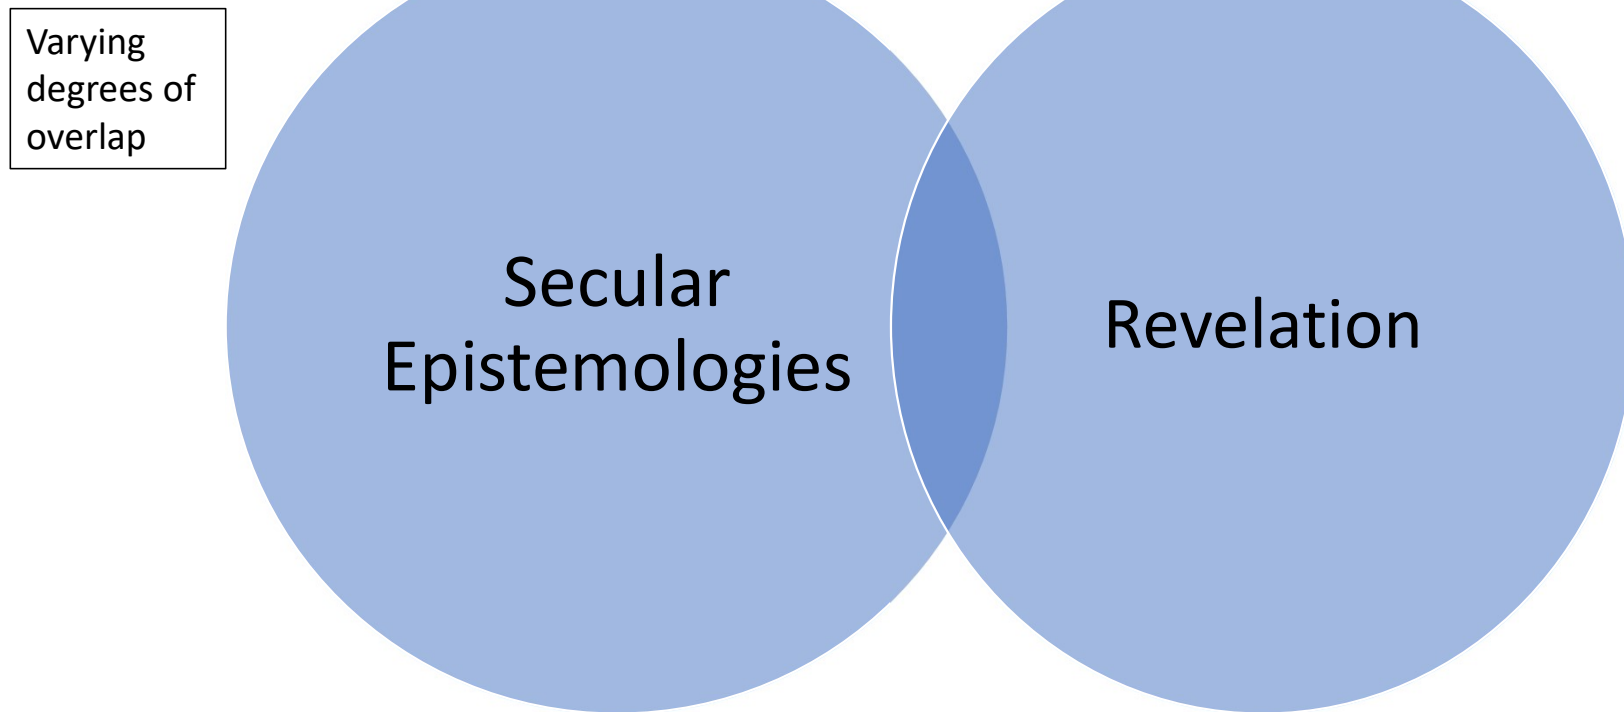 Varying
degrees of
overlap
Secular
Epistemologies
Revelation